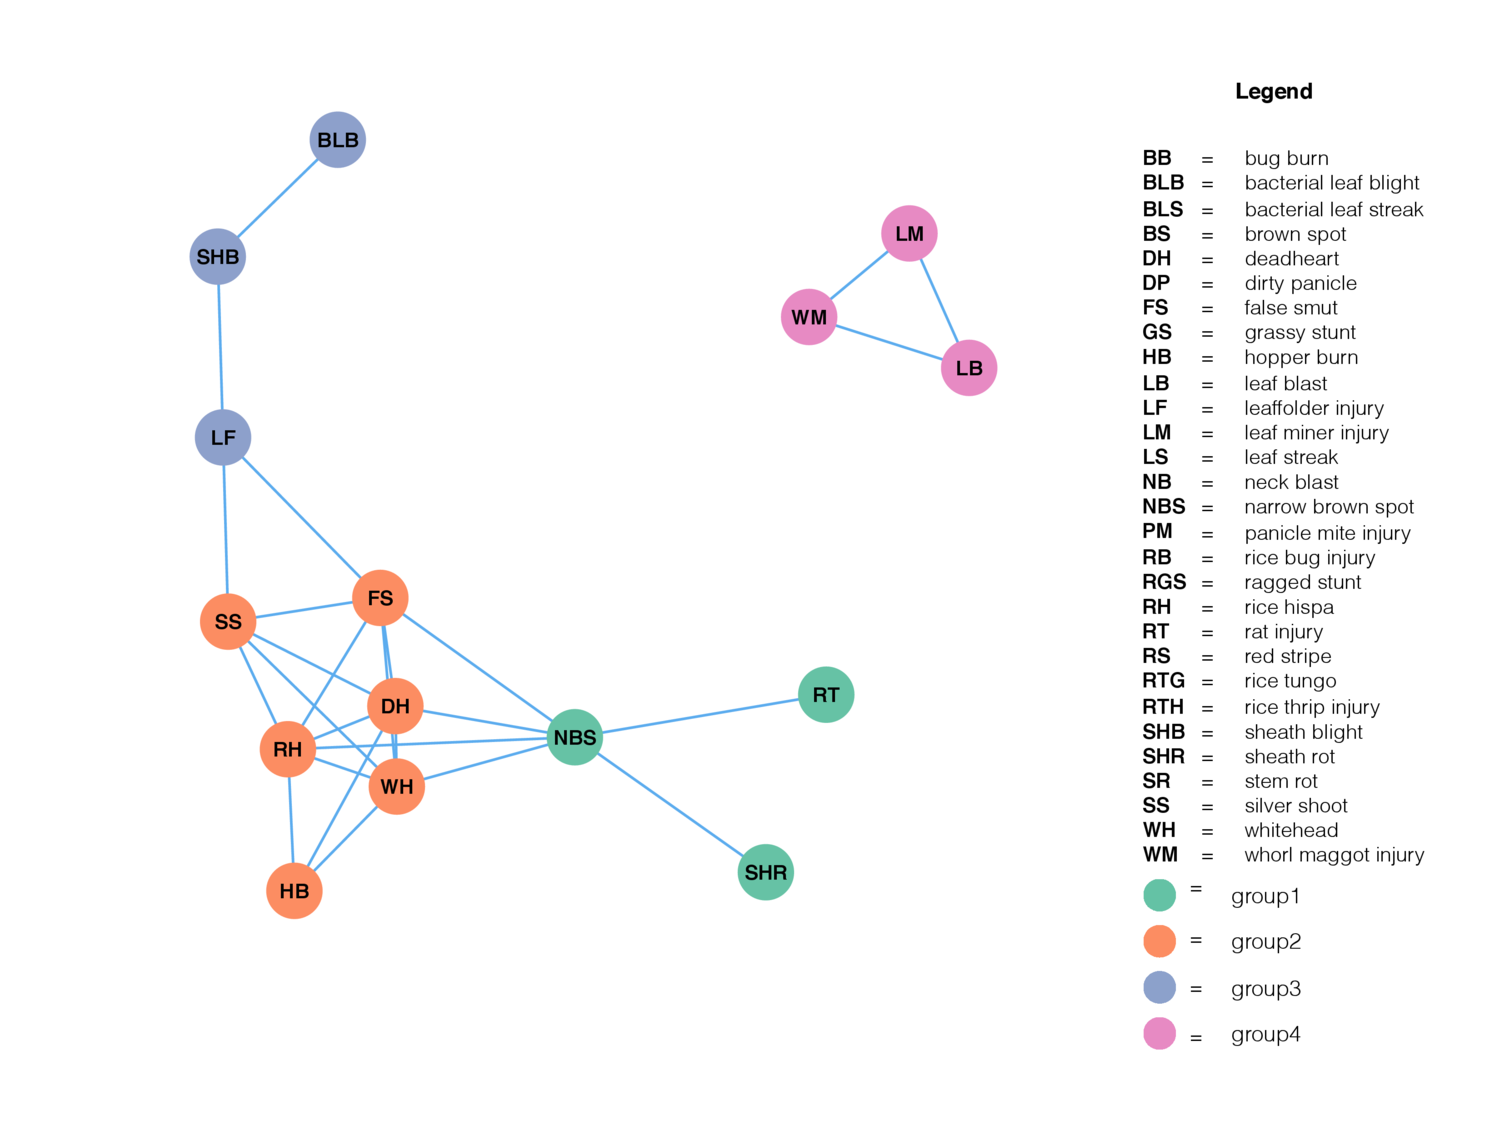 BLB
SHB
LM
WM
LB
LF
FS
SS
RT
DH
NBS
RH
WH
SHR
HB
Legend
BB = bug burn
BLB = bacterial leaf blight
BLS = bacterial leaf streak
BS = brown spot
DH = deadheart
DP = dirty panicle
FS = false smut
GS = grassy stunt
HB = hopper burn
LB = leaf blast
LF = leaffolder injury
LM = leaf miner injury
LS = leaf streak
NB = neck blast
NBS = narrow brown spot
PM = panicle mite injury
RB = rice bug injury
RGS = ragged stunt
RH = rice hispa
RT = rat injury
RS = red stripe
RTG = rice tungo
RTH = rice thrip injury
SHB = sheath blight
SHR = sheath rot
SR = stem rot
SS = silver shoot
WH = whitehead
WM = whorl maggot injury
= group1
= group2
= group3
= group4